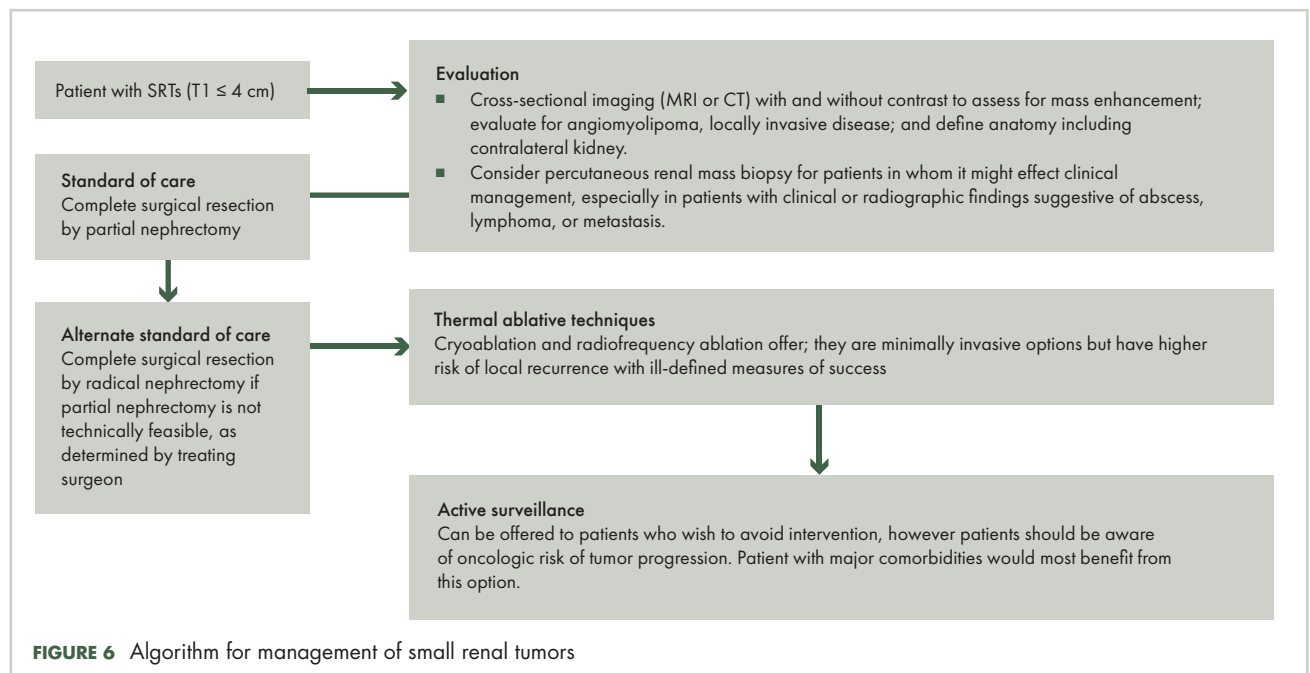 Patient with SRTs (T1 ≤ 4 cm)
Evaluation
■ Cross-sectional imaging (MRI or CT) with and without contrast to assess for mass enhancement;
evaluate for angiomyolipoma, locally invasive disease; and define anatomy including
contralateral kidney.
■ Consider percutaneous renal mass biopsy for patients in whom it might effect clinical
management, especially in patients with clinical or radiographic findings suggestive of abscess,
lymphoma, or metastasis.
Standard of care
Complete surgical resection
by partial nephrectomy
Alternate standard of care
Complete surgical resection
by radical nephrectomy if
partial nephrectomy is not
technically feasible, as
determined by treating
surgeon
Thermal ablative techniques
Cryoablation and radiofrequency ablation offer; they are minimally invasive options but have higher
risk of local recurrence with ill-defined measures of success
Active surveillance
Can be offered to patients who wish to avoid intervention, however patients should be aware
of oncologic risk of tumor progression. Patient with major comorbidities would most benefit from
this option.
FIGURE 6 Algorithm for management of small renal tumors